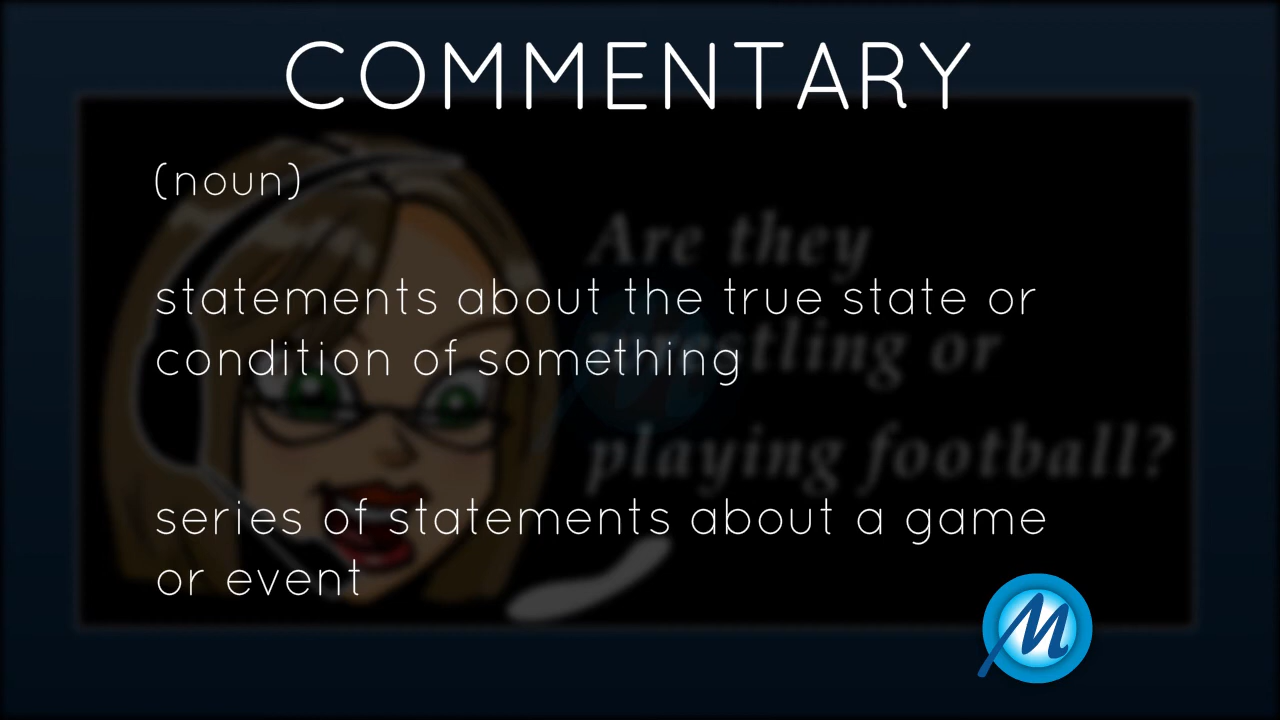 COMMENTARY
(noun)
Are they
statements about the true state or
wrestling or
condition of something
playing football?
series of statements about a game
or event
M